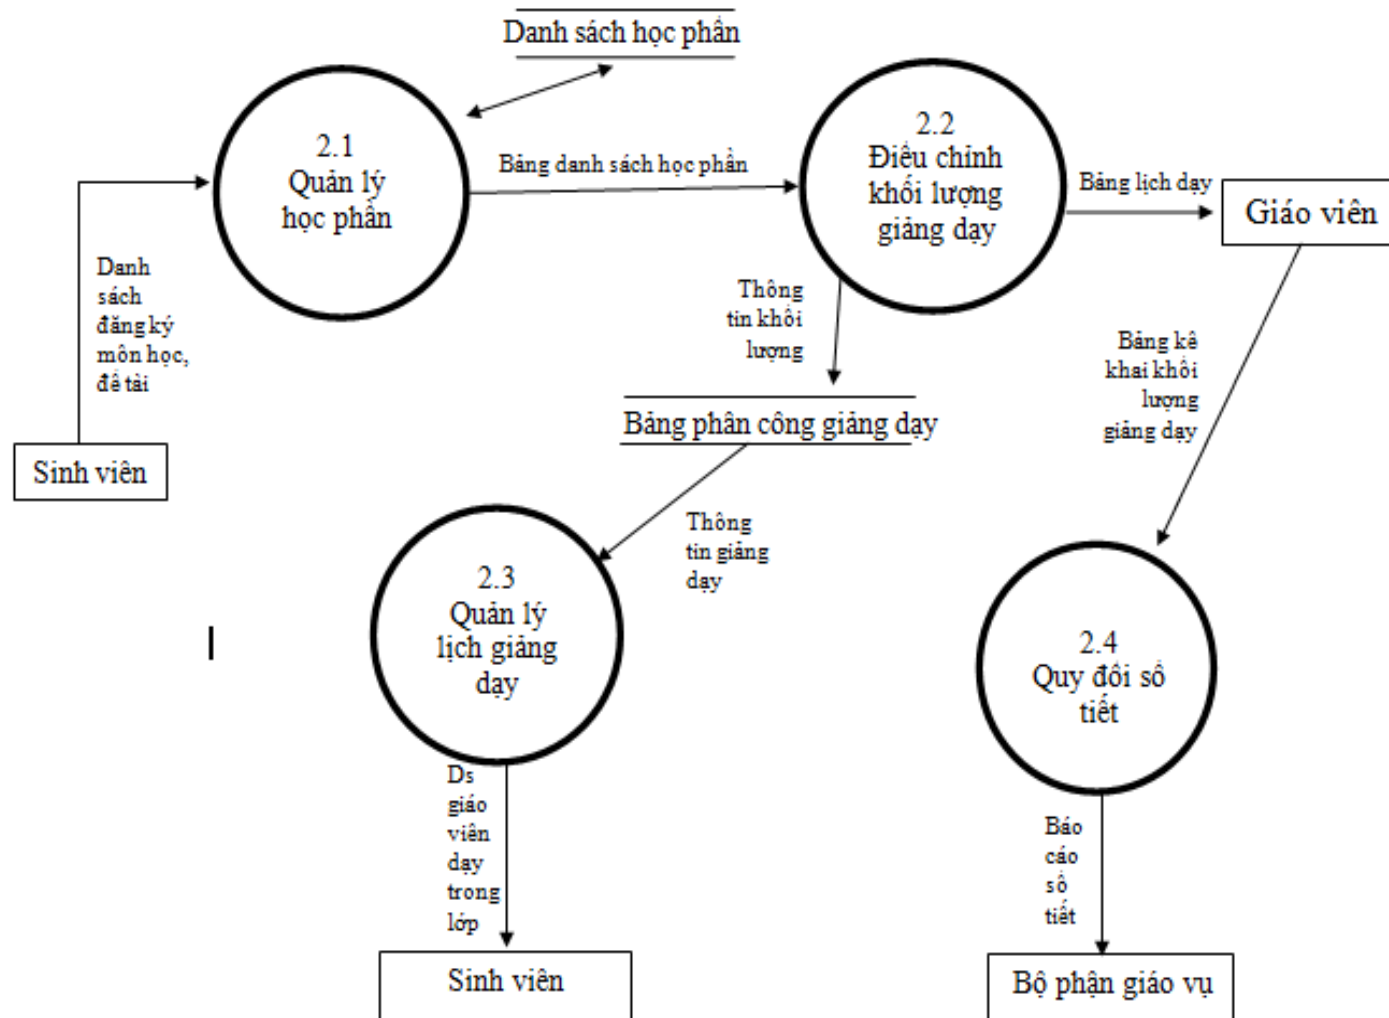 Danh sách học phần
2.1
Quản lý
học phần
Bảng danh sách học phần
2.2
Điều chỉnh
khối lượng
giảng dạy
Bảng lịch dạy
Giáo viên
Danh
sách
đăng ký
môn học,
đề tài
Sinh viên
Thông
tin khối
lượng
Bảng kê
khai khối
lượng
giảng dạy
Bảng phân công giảng dạy
Thông
tin giảng
dạy
2.3
Quản lý
lịch giảng
dạy
2.4
Quy đổi số
tiết
Ds
giáo
viên
dạy
trong
lớp
Báo
cáo
số
tiết
Sinh viên
Bộ phận giáo vụ